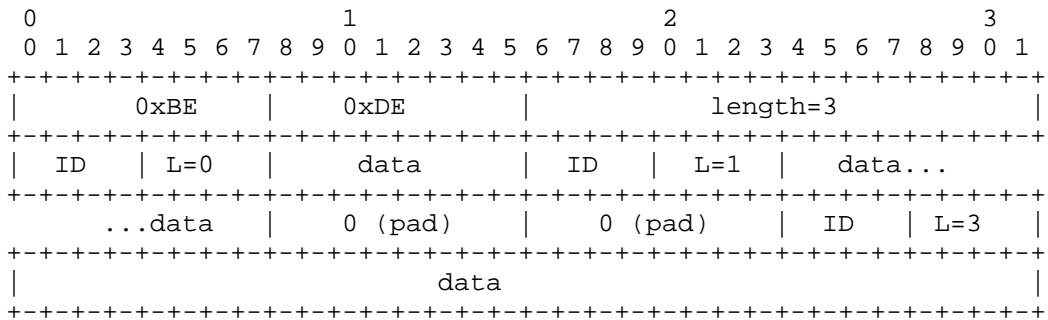 0                   1                   2                   3
 0 1 2 3 4 5 6 7 8 9 0 1 2 3 4 5 6 7 8 9 0 1 2 3 4 5 6 7 8 9 0 1
+-+-+-+-+-+-+-+-+-+-+-+-+-+-+-+-+-+-+-+-+-+-+-+-+-+-+-+-+-+-+-+-+
|       0xBE    |    0xDE       |           length=3            |
+-+-+-+-+-+-+-+-+-+-+-+-+-+-+-+-+-+-+-+-+-+-+-+-+-+-+-+-+-+-+-+-+
|  ID   | L=0   |     data      |  ID   |  L=1  |   data...
+-+-+-+-+-+-+-+-+-+-+-+-+-+-+-+-+-+-+-+-+-+-+-+-+-+-+-+-+-+-+-+-+
      ...data   |    0 (pad)    |    0 (pad)    |  ID   | L=3   |
+-+-+-+-+-+-+-+-+-+-+-+-+-+-+-+-+-+-+-+-+-+-+-+-+-+-+-+-+-+-+-+-+
|                          data                                 |
+-+-+-+-+-+-+-+-+-+-+-+-+-+-+-+-+-+-+-+-+-+-+-+-+-+-+-+-+-+-+-+-+